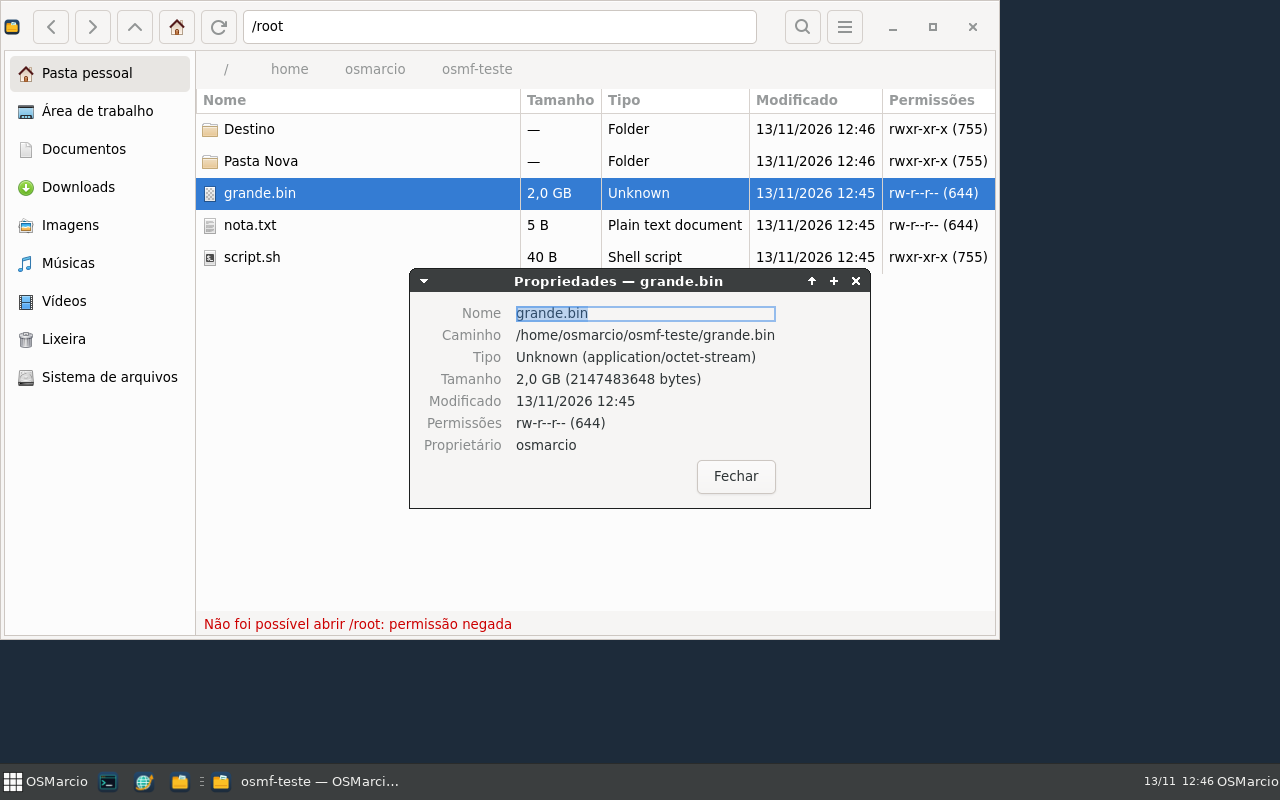 /root
Pasta pessoal
Área de trabalho
Documentos
Downloads
Imagens
Músicas
Vídeos
Lixeira
Sistema de arquivos
/ home osmarcio osmf-teste
Nome Tamanho Tipo Modificado Permissões
Destino — Folder 13/11/2026 12:46 rwxr-xr-x (755)
Pasta Nova — Folder 13/11/2026 12:46 rwxr-xr-x (755)
grande.bin 2,0 GB Unknown 13/11/2026 12:45 rw-r--r-- (644)
nota.txt 5 B Plain text document 13/11/2026 12:45 rw-r--r-- (644)
script.sh 40 B Shell script 13/11/2026 12:45 rwxr-xr-x (755)
Propriedades — grande.bin
Nome grande.bin
Caminho /home/osmarcio/osmf-teste/grande.bin
Tipo Unknown (application/octet-stream)
Tamanho 2,0 GB (2147483648 bytes)
Modificado 13/11/2026 12:45
Permissões rw-r--r-- (644)
Proprietário osmarcio
Fechar
Não foi possível abrir /root: permissão negada
OSMarcio osmf-teste — OSMarci... 13/11 12:46 OSMarcio